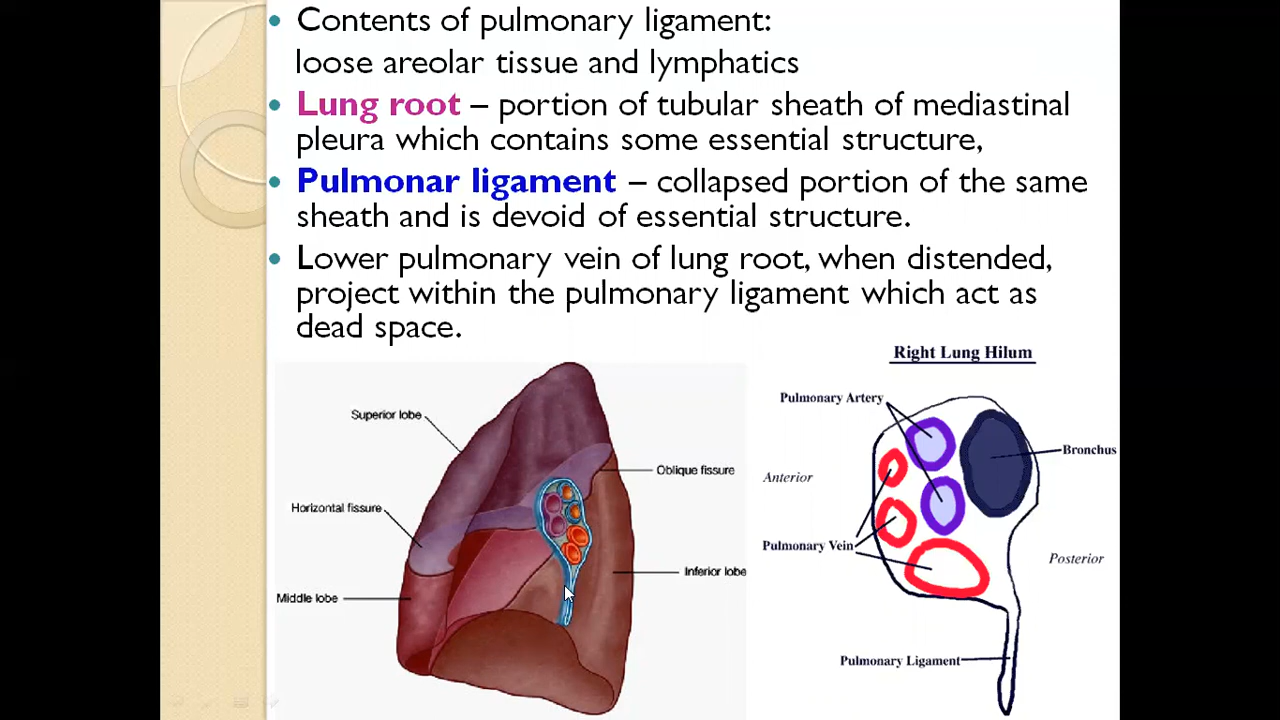 Contents of pulmonary ligament:
loose areolar tissue and lymphatics
Lung root – portion of tubular sheath of mediastinal
pleura which contains some essential structure,
Pulmonar ligament – collapsed portion of the same
sheath and is devoid of essential structure.
Lower pulmonary vein of lung root, when distended,
project within the pulmonary ligament which act as
dead space.
Superior lobe
Oblique fissure
Horizontal fissure
Inferior lobe
Middle lobe
Right Lung Hilum
Pulmonary Artery
Bronchus
Anterior
Pulmonary Vein
Posterior
Pulmonary Ligament